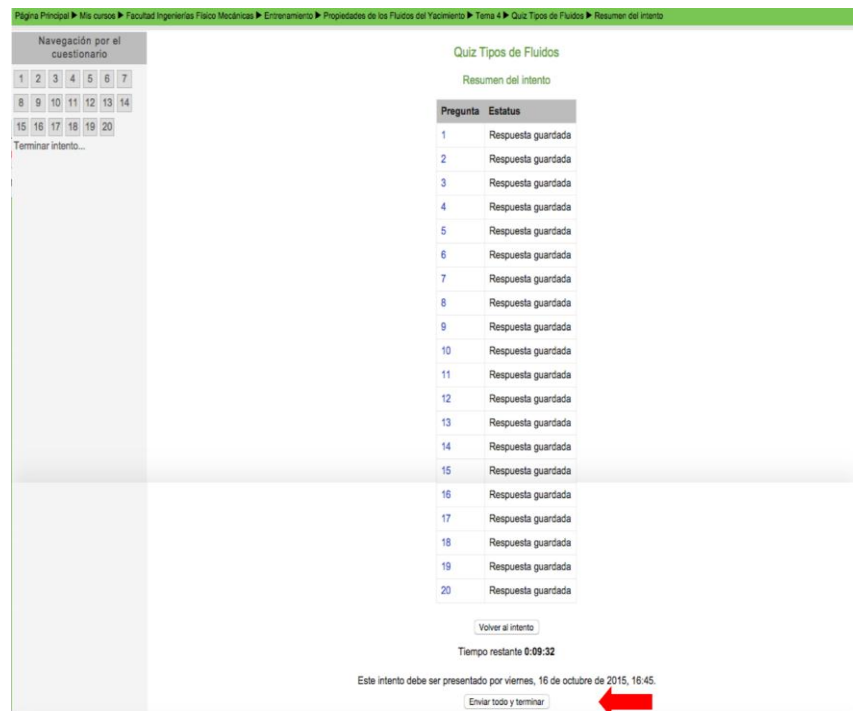 Página Principal ▶ Mis cursos ▶ Facultad Ingenierías Físico Mecánicas ▶ Entrenamiento ▶ Propiedades de los Fluidos del Yacimiento ▶ Tema 4 ▶ Quiz Tipos de Fluidos ▶ Resumen del intento
Navegación por el
cuestionario
1 2 3 4 5 6 7
8 9 10 11 12 13 14
15 16 17 18 19 20
Terminar intento...
Quiz Tipos de Fluidos
Resumen del intento
Pregunta Estatus
1 Respuesta guardada
2 Respuesta guardada
3 Respuesta guardada
4 Respuesta guardada
5 Respuesta guardada
6 Respuesta guardada
7 Respuesta guardada
8 Respuesta guardada
9 Respuesta guardada
10 Respuesta guardada
11 Respuesta guardada
12 Respuesta guardada
13 Respuesta guardada
14 Respuesta guardada
15 Respuesta guardada
16 Respuesta guardada
17 Respuesta guardada
18 Respuesta guardada
19 Respuesta guardada
20 Respuesta guardada
Volver al intento
Tiempo restante 0:09:32
Este intento debe ser presentado por viernes, 16 de octubre de 2015, 16:45.
Enviar todo y terminar